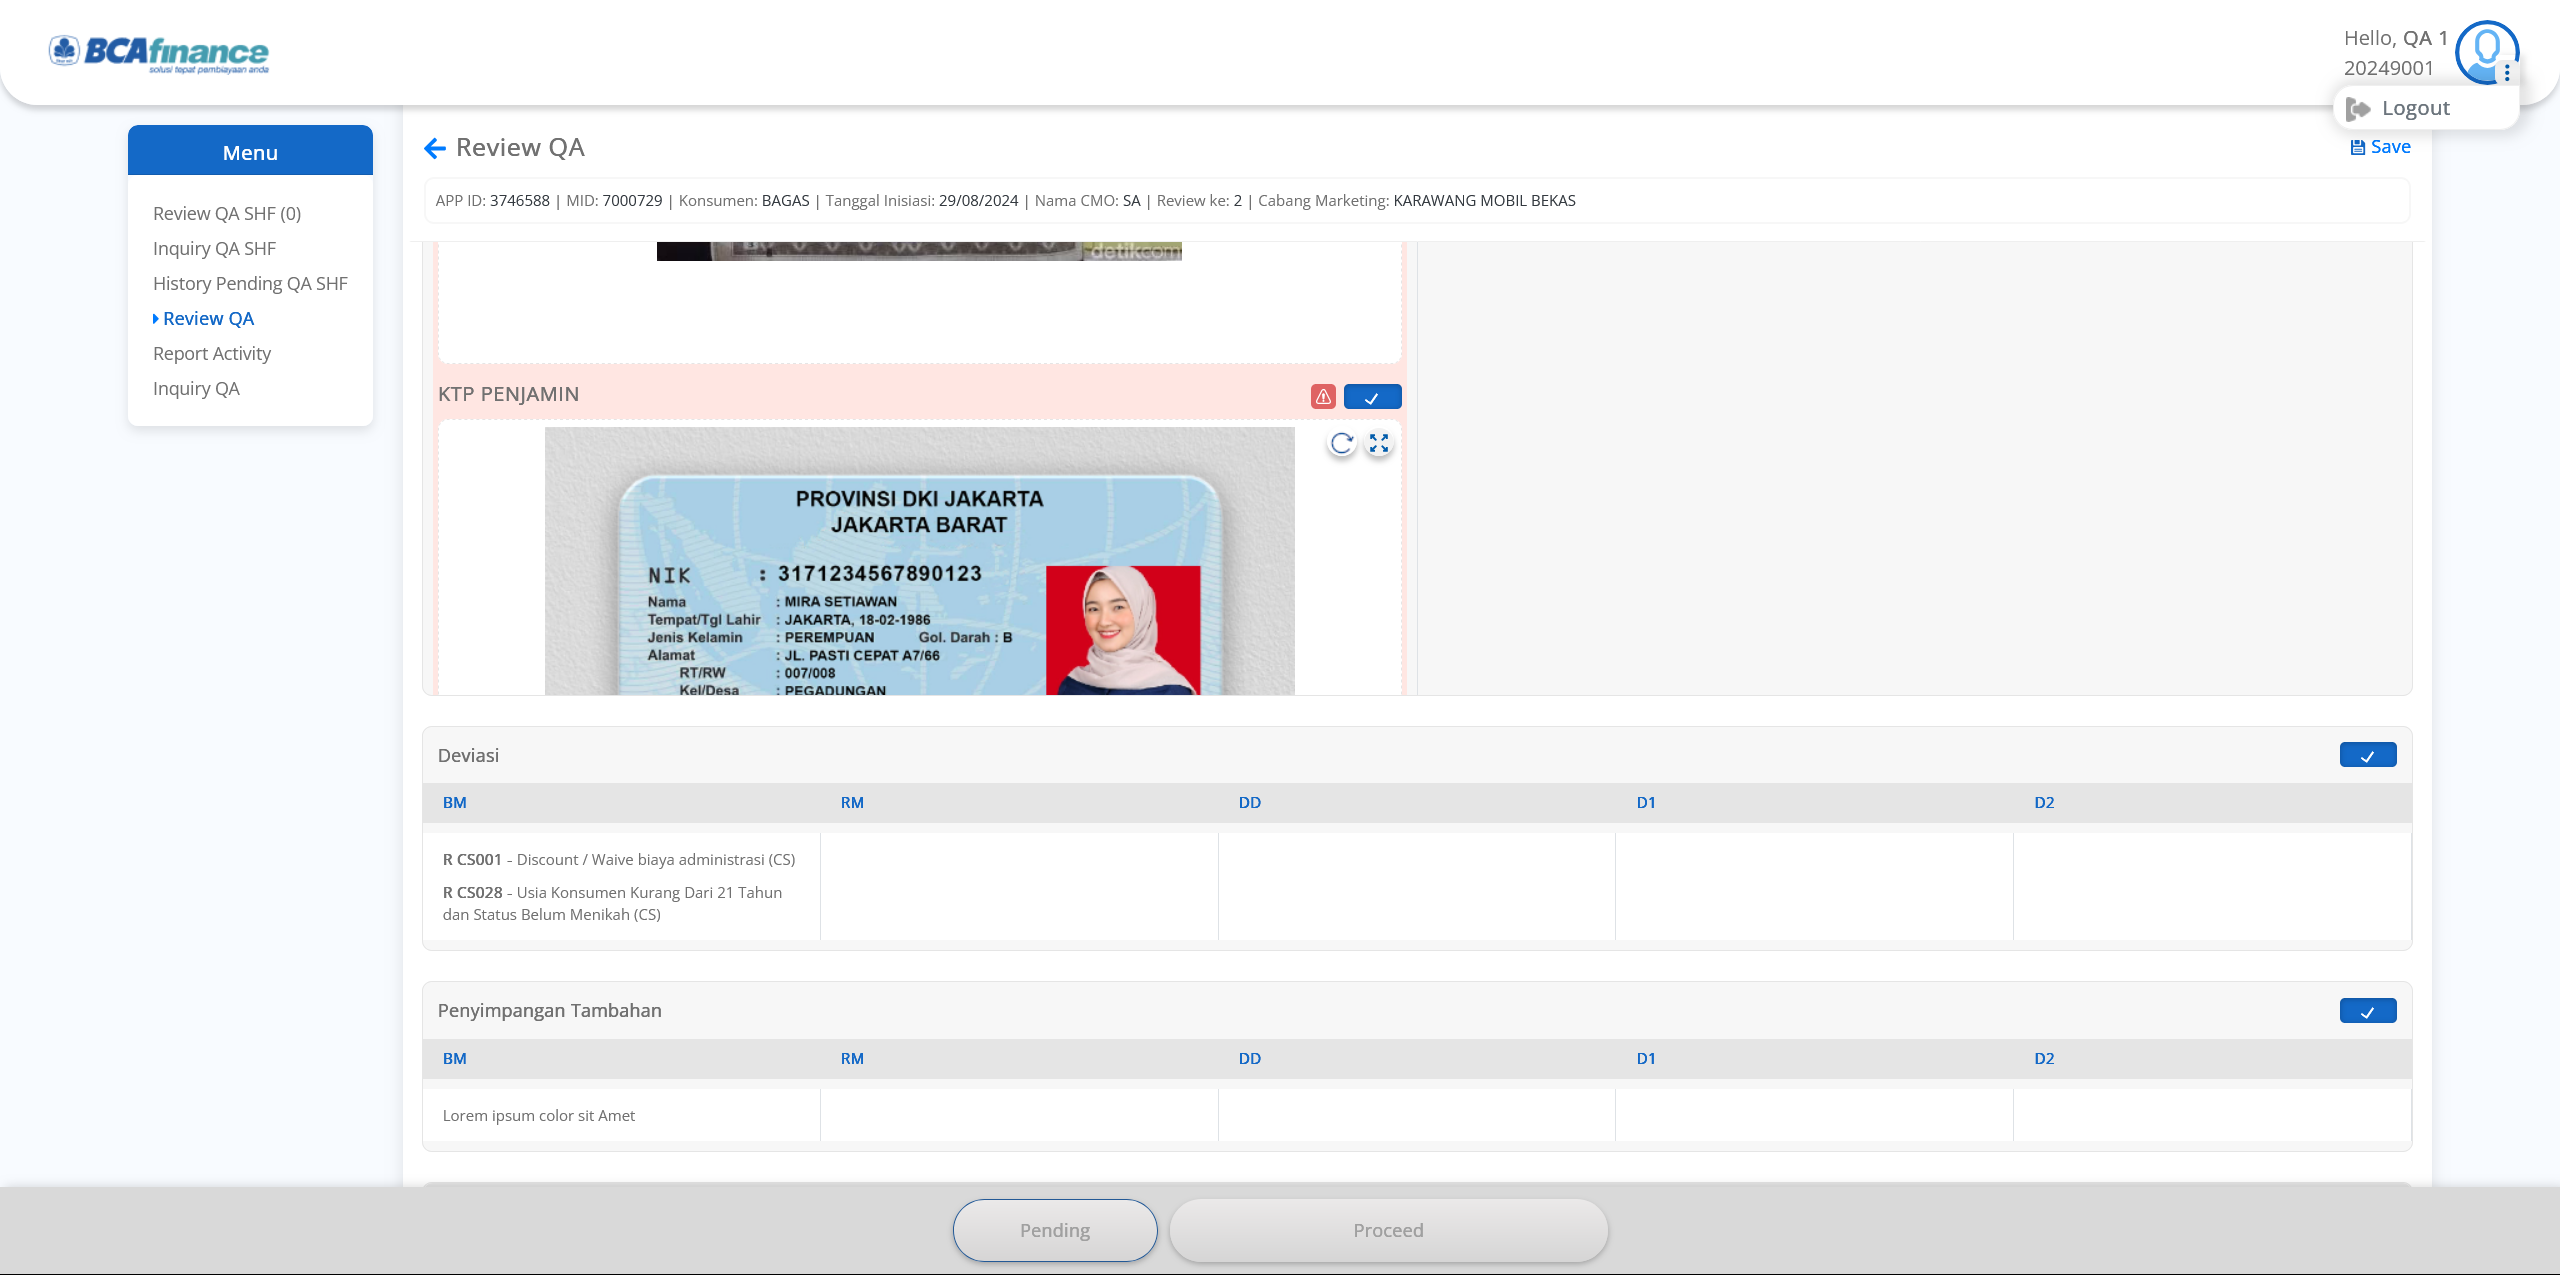 BCAfinance
solusi tepat pembiayaan anda
Hello, QA 1
20249001
Logout
Menu
Review QA SHF (0)
Inquiry QA SHF
History Pending QA SHF
Review QA
Report Activity
Inquiry QA
Review QA
Save
APP ID: 3746588 | MID: 7000729 | Konsumen: BAGAS | Tanggal Inisiasi: 29/08/2024 | Nama CMO: SA | Review ke: 2 | Cabang Marketing: KARAWANG MOBIL BEKAS
detikcom
KTP PENJAMIN
PROVINSI DKI JAKARTA
JAKARTA BARAT
NIK : 3171234567890123
Nama : MIRA SETIAWAN
Tempat/Tgl Lahir : JAKARTA, 18-02-1986
Jenis Kelamin : PEREMPUAN Gol. Darah : B
Alamat : JL. PASTI CEPAT A7/66
RT/RW : 007/008
Kel/Desa : PEGADUNGAN
Deviasi
BM RM DD D1 D2
R CS001 - Discount / Waive biaya administrasi (CS)
R CS028 - Usia Konsumen Kurang Dari 21 Tahun
dan Status Belum Menikah (CS)
Penyimpangan Tambahan
BM RM DD D1 D2
Lorem ipsum color sit Amet
Pending
Proceed